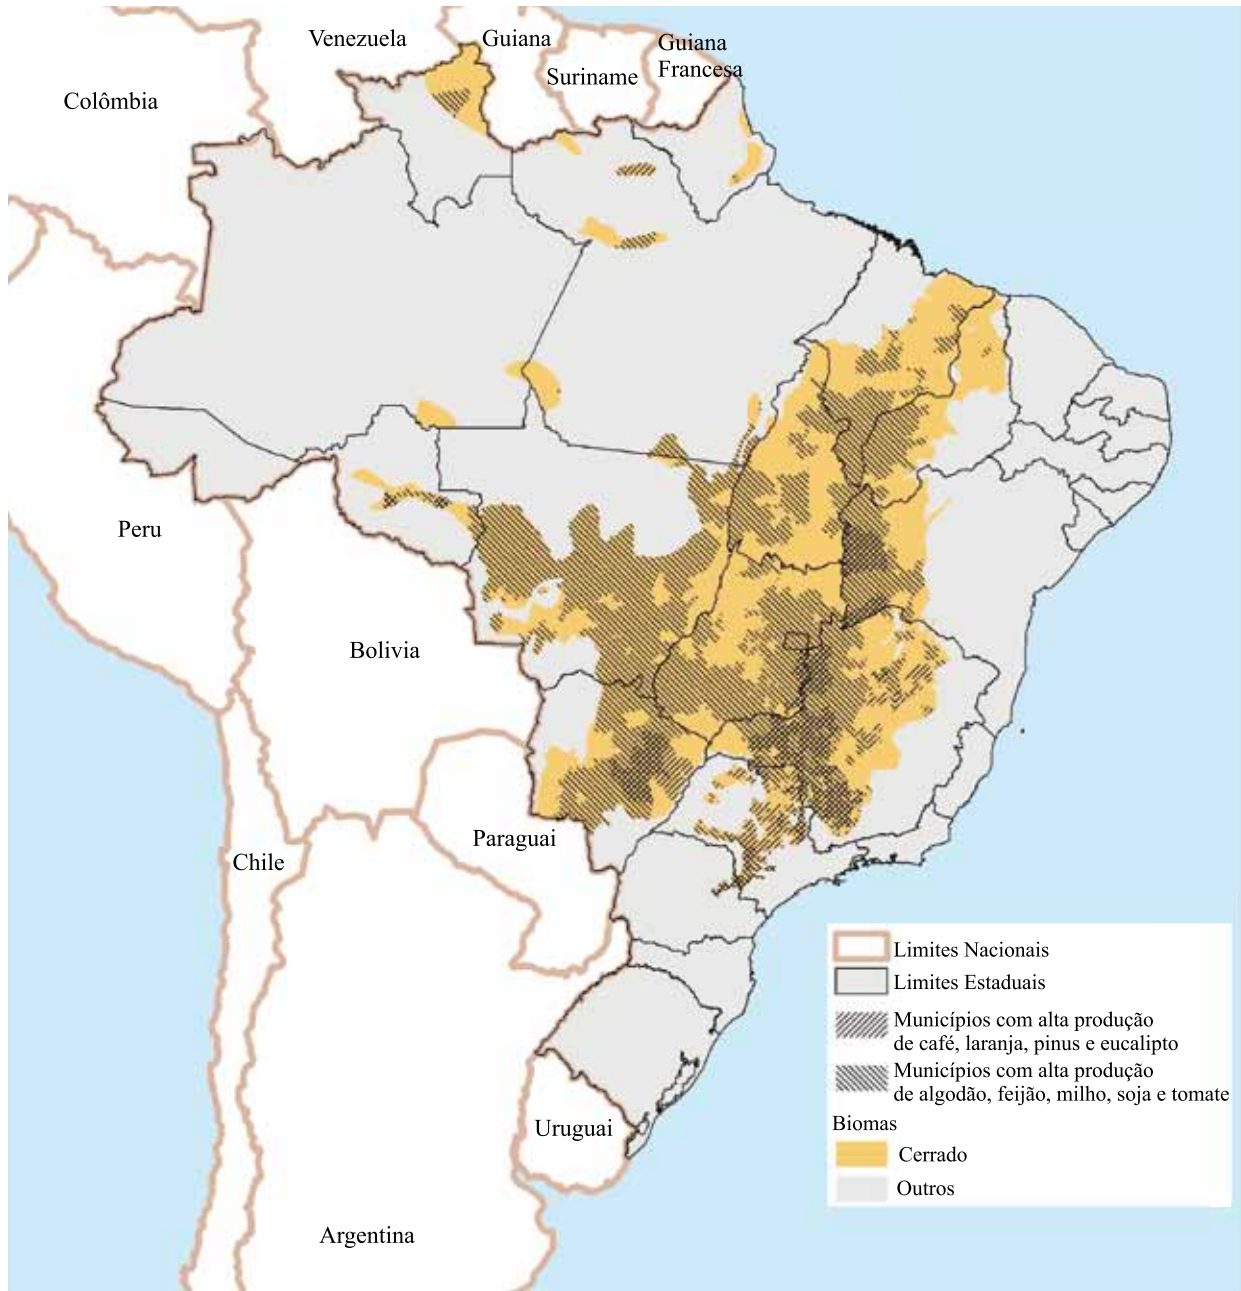 Venezuela
Guiana
Guiana
Francesa
Suriname
Colômbia
Peru
Bolivia
Paraguai
Chile
Uruguai
Argentina
Limites Nacionais
Limites Estaduais
Municípios com alta produção
de café, laranja, pinus e eucalipto
Municípios com alta produção
de algodão, feijão, milho, soja e tomate
Biomas
Cerrado
Outros